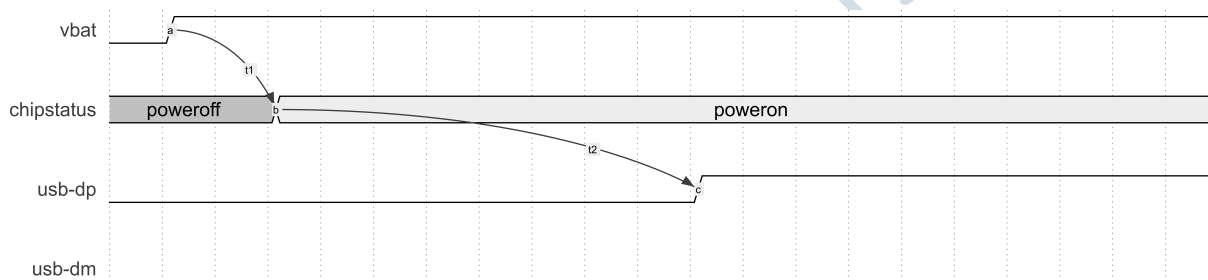 vbat
a
t1
chipstatus
poweroff
b
poweron
t2
usb-dp
c
usb-dm